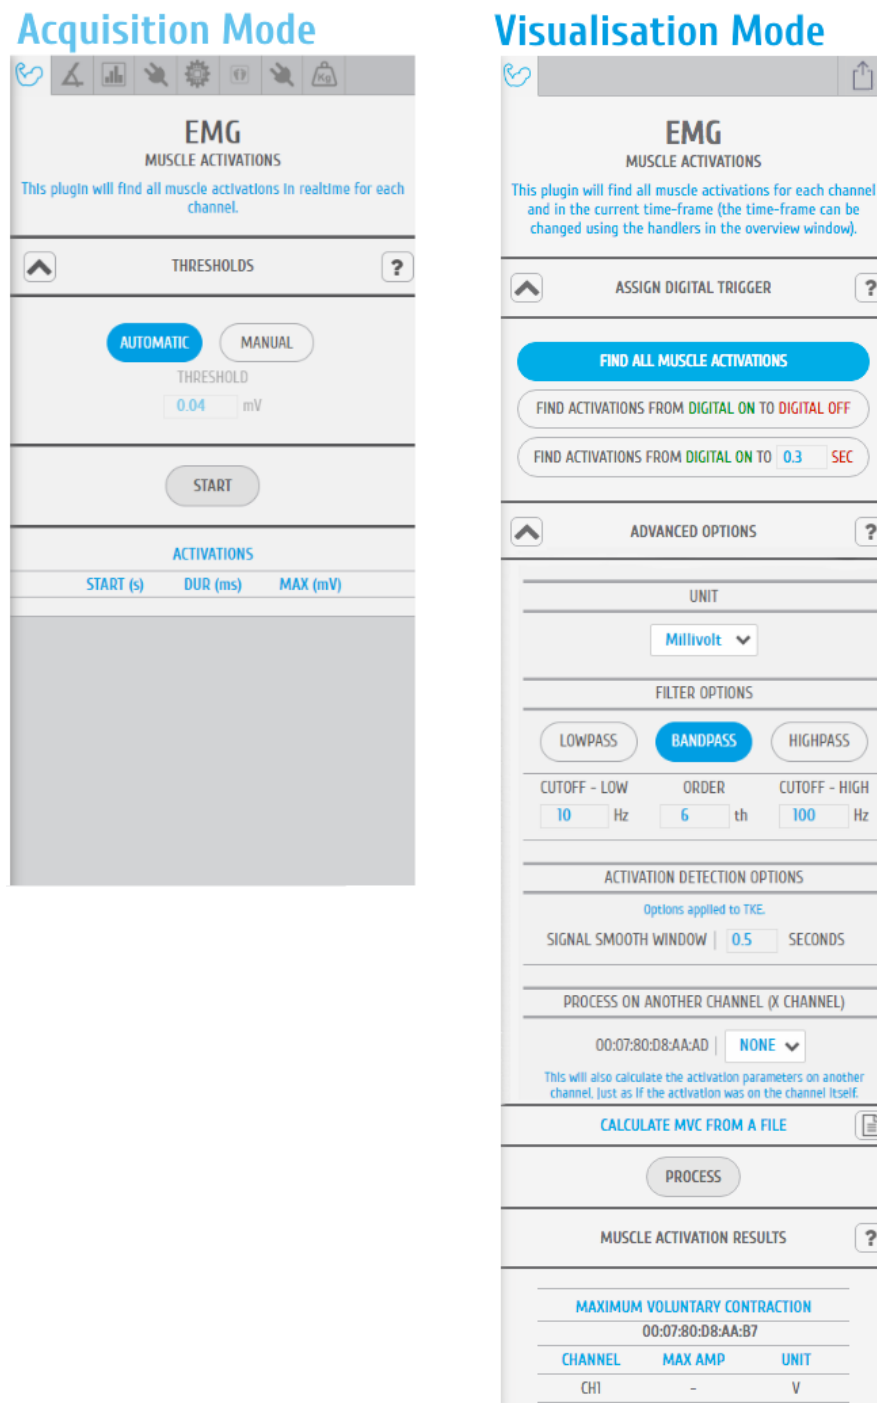 Acquisition Mode
Kg
EMG
MUSCLE ACTIVATIONS
This plugin will find all muscle activations in realtime for each
channel.
THRESHOLDS
?
AUTOMATIC MANUAL
THRESHOLD
0.04 mV
START
ACTIVATIONS
START (s) DUR (ms) MAX (mV)
Visualisation Mode
EMG
MUSCLE ACTIVATIONS
This plugin will find all muscle activations for each channel
and in the current time-frame (the time-frame can be
changed using the handlers in the overview window).
ASSIGN DIGITAL TRIGGER
?
FIND ALL MUSCLE ACTIVATIONS
FIND ACTIVATIONS FROM DIGITAL ON TO DIGITAL OFF
FIND ACTIVATIONS FROM DIGITAL ON TO 0.3 SEC
ADVANCED OPTIONS
?
UNIT
Millivolt
FILTER OPTIONS
LOWPASS BANDPASS HIGHPASS
CUTOFF - LOW ORDER CUTOFF - HIGH
10 Hz 6 th 100 Hz
ACTIVATION DETECTION OPTIONS
Options applied to TKE.
SIGNAL SMOOTH WINDOW | 0.5 SECONDS
PROCESS ON ANOTHER CHANNEL (X CHANNEL)
00:07:80:D8:AA:AD | NONE
This will also calculate the activation parameters on another
channel, just as if the activation was on the channel itself.
CALCULATE MVC FROM A FILE
PROCESS
MUSCLE ACTIVATION RESULTS
?
MAXIMUM VOLUNTARY CONTRACTION
00:07:80:D8:AA:B7
CHANNEL MAX AMP UNIT
CH1 - V